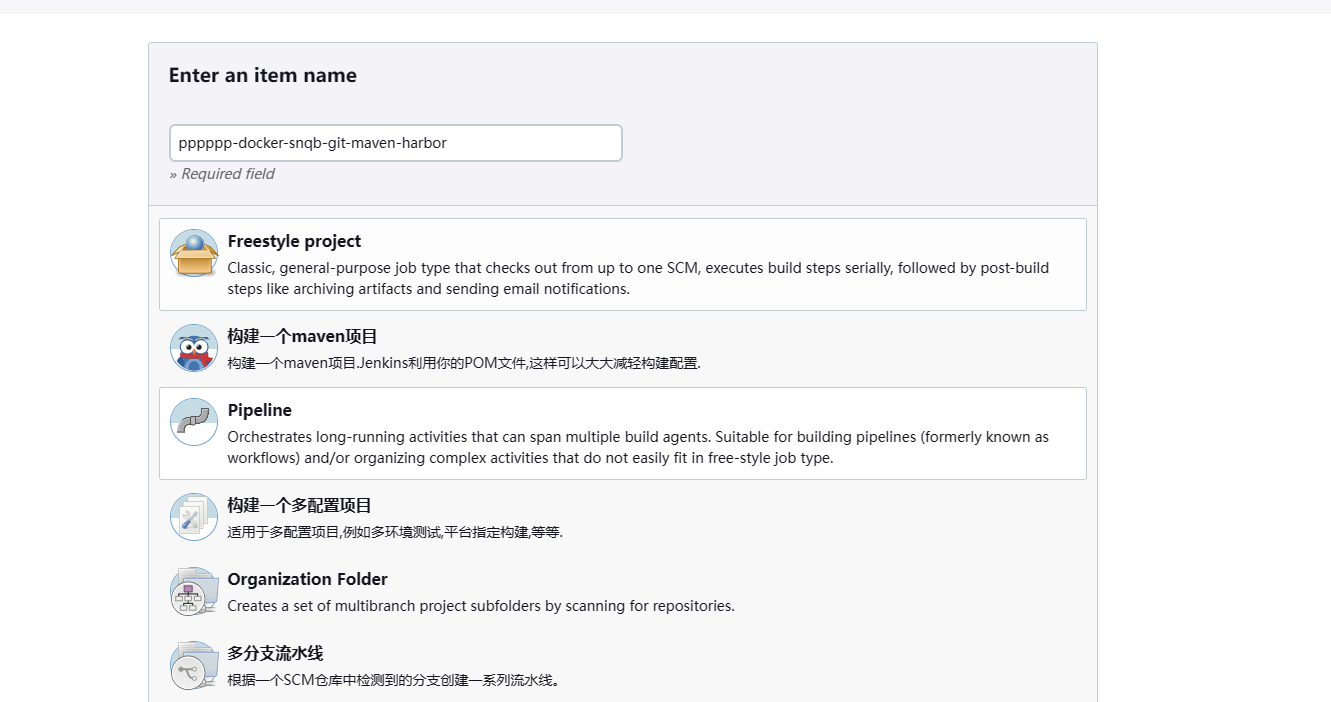 Enter an item name
pppppp-docker-snqb-git-maven-harbor
» Required field
Freestyle project
Classic, general-purpose job type that checks out from up to one SCM, executes build steps serially, followed by post-build
steps like archiving artifacts and sending email notifications.
构建一个maven项目
构建一个maven项目.Jenkins利用你的POM文件,这样可以大大减轻构建配置.
Pipeline
Orchestrates long-running activities that can span multiple build agents. Suitable for building pipelines (formerly known as
workflows) and/or organizing complex activities that do not easily fit in free-style job type.
构建一个多配置项目
适用于多配置项目,例如多环境测试,平台指定构建,等等.
Organization Folder
Creates a set of multibranch project subfolders by scanning for repositories.
多分支流水线
根据一个SCM仓库中检测到的分支创建一系列流水线。